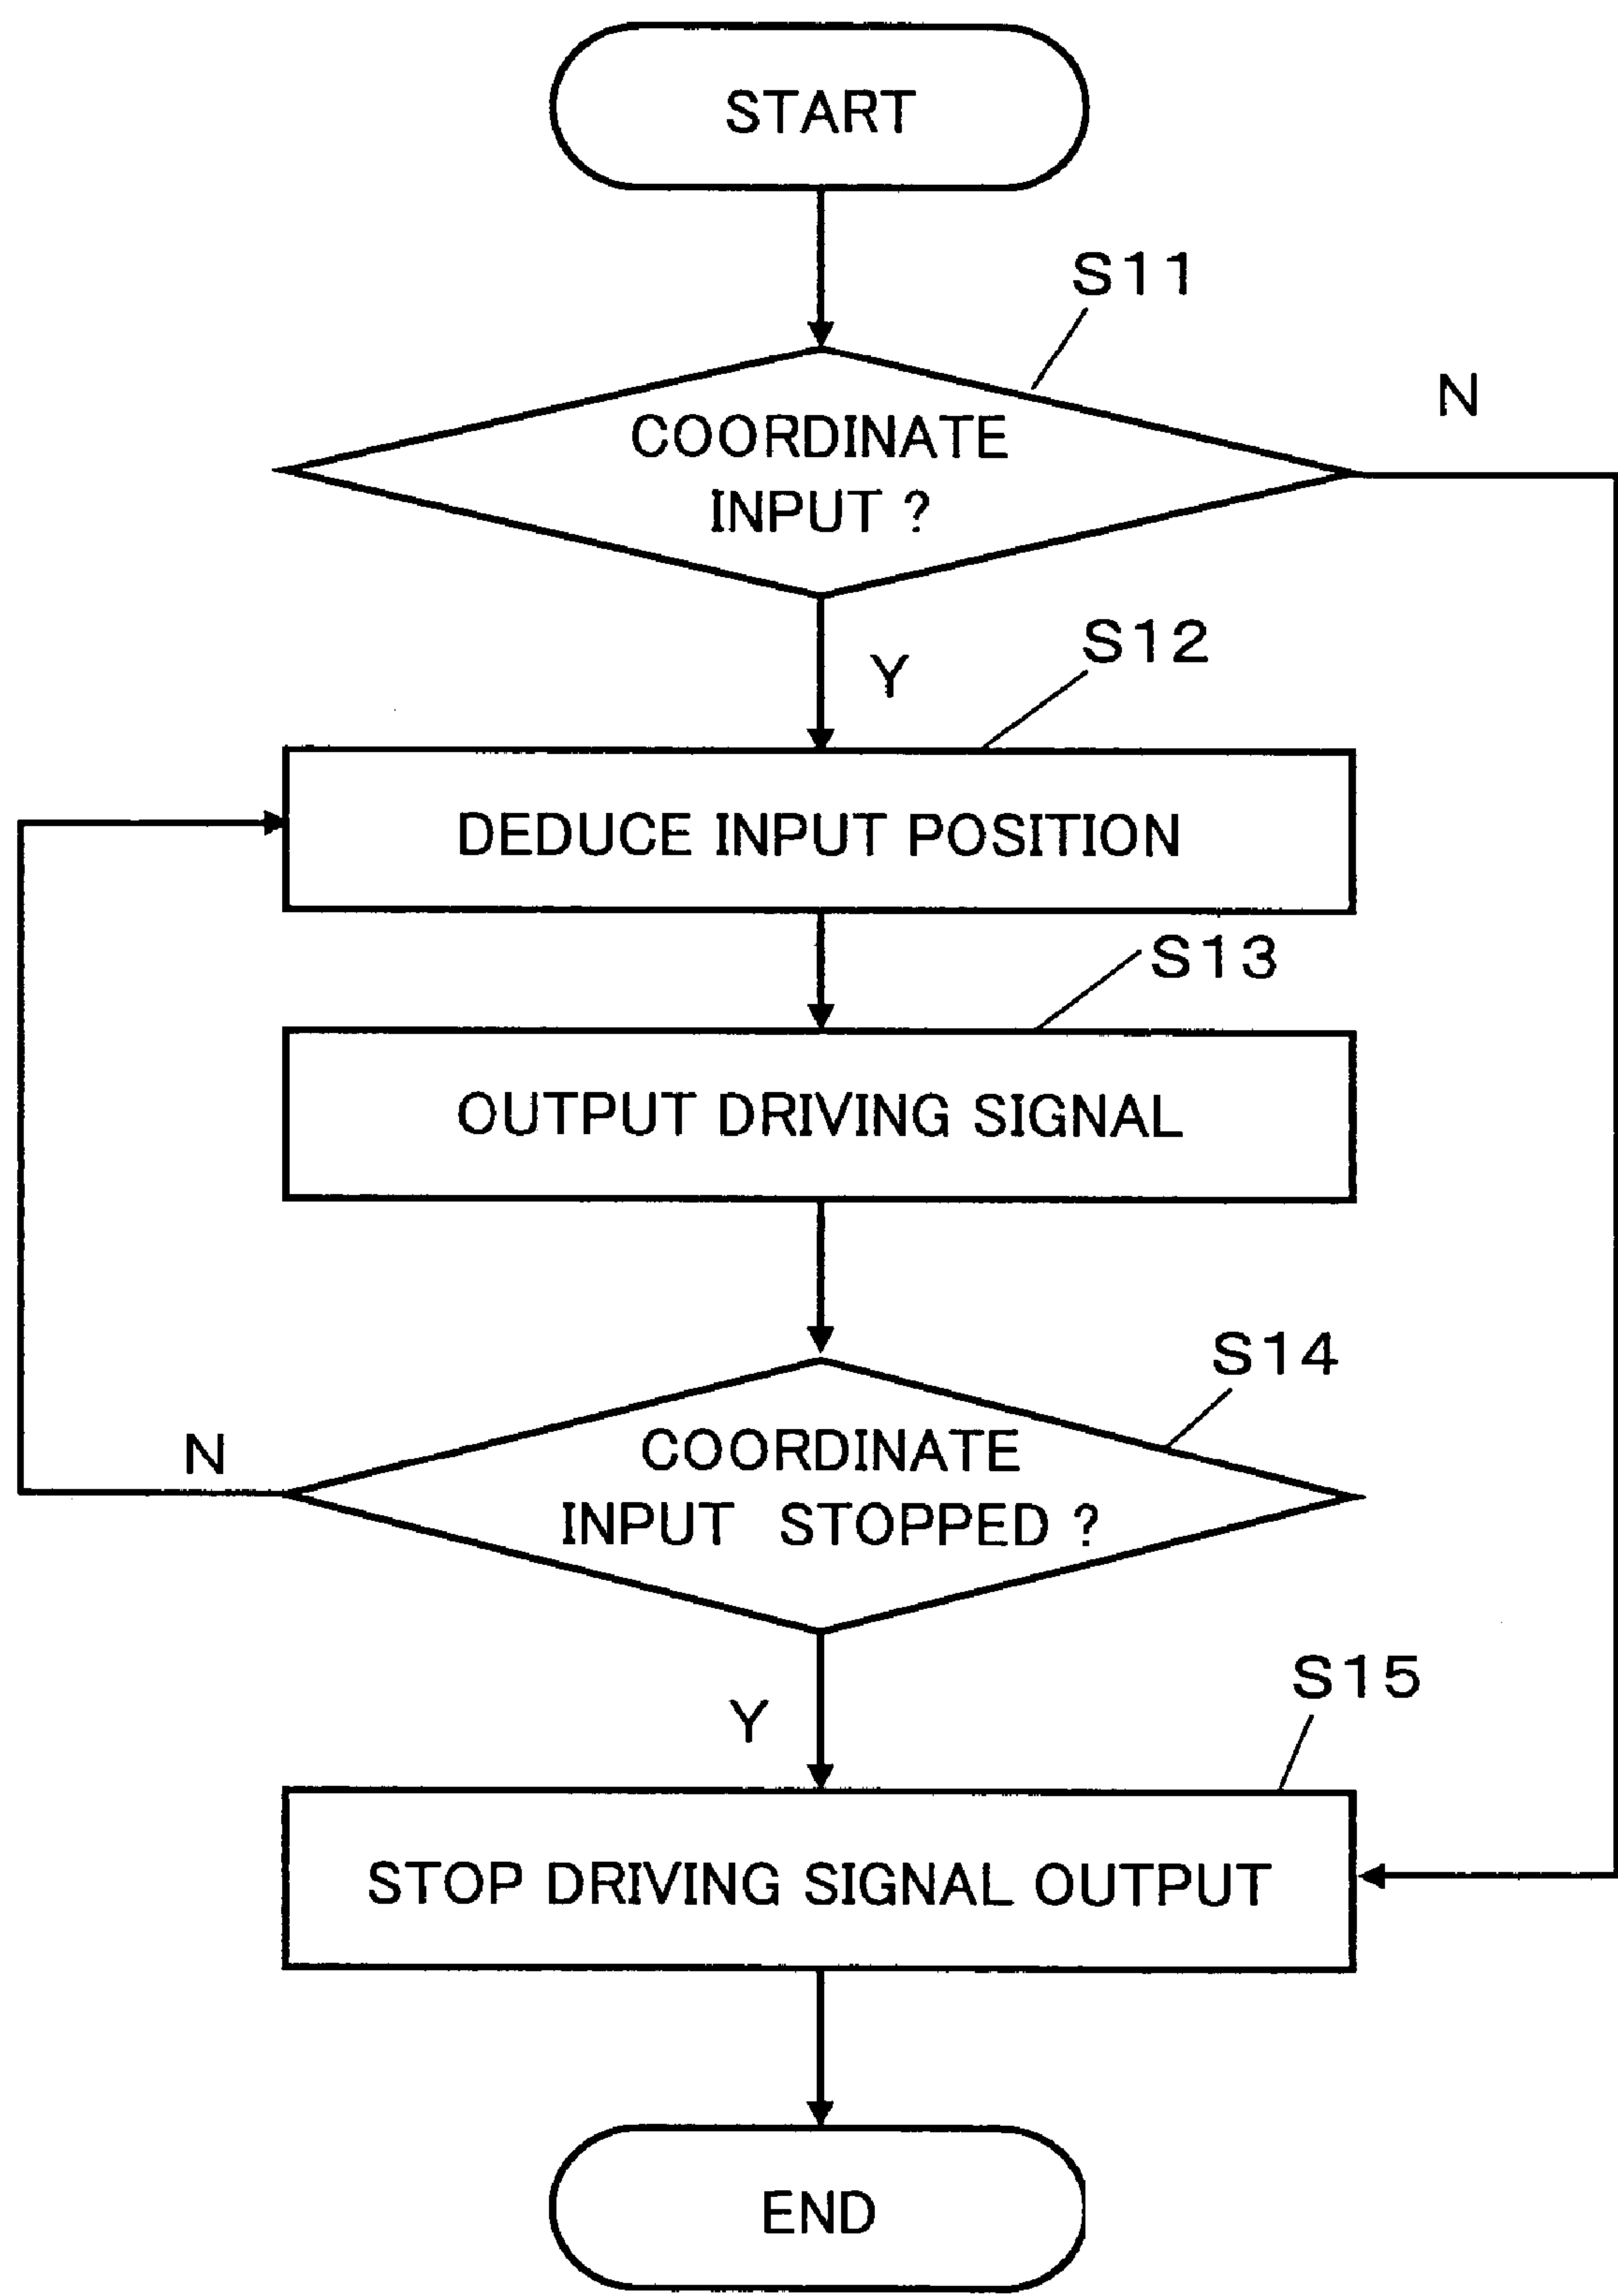 START
S11
COORDINATE
INPUT ?
N
Y
S12
DEDUCE INPUT POSITION
S13
OUTPUT DRIVING SIGNAL
S14
COORDINATE
INPUT STOPPED ?
N
Y
S15
STOP DRIVING SIGNAL OUTPUT
END